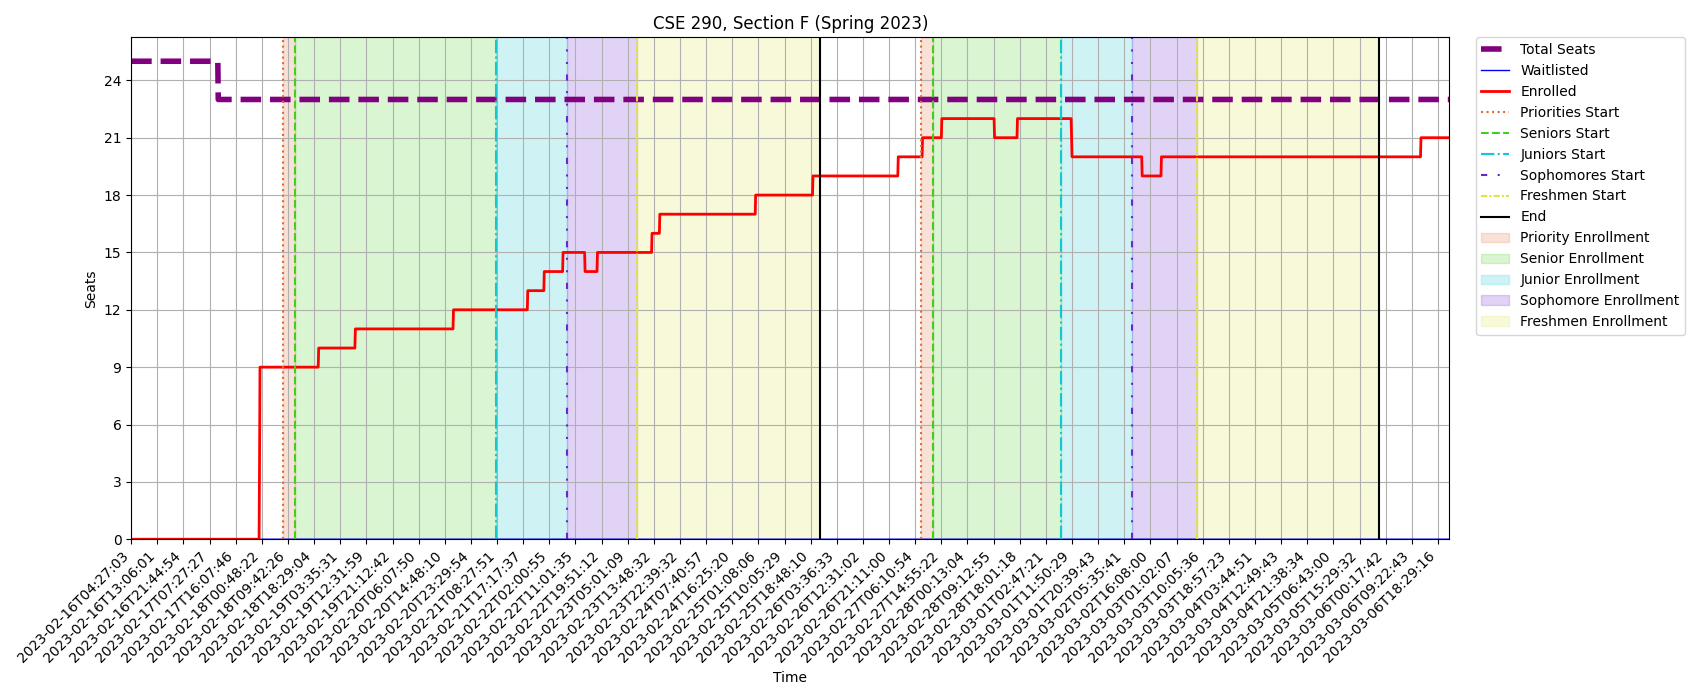 CSE 290, Section F (Spring 2023)
Seats
24
21
18
15
12
9
6
3
0
2023-02-16T04:27:03
2023-02-16T13:06:01
2023-02-16T21:44:54
2023-02-17T07:27:27
2023-02-17T16:07:46
2023-02-18T00:48:22
2023-02-18T09:42:26
2023-02-18T18:29:04
2023-02-19T03:35:31
2023-02-19T12:31:59
2023-02-19T21:12:42
2023-02-20T06:07:50
2023-02-20T14:48:10
2023-02-20T23:29:54
2023-02-21T08:27:51
2023-02-21T17:17:37
2023-02-22T02:00:55
2023-02-22T11:01:35
2023-02-22T19:51:12
2023-02-23T05:01:09
2023-02-23T13:48:32
2023-02-23T22:39:32
2023-02-24T07:40:57
2023-02-24T16:25:20
2023-02-25T01:08:06
2023-02-25T10:05:29
2023-02-25T18:48:10
2023-02-26T03:36:33
2023-02-26T12:31:02
2023-02-26T21:11:00
2023-02-27T06:10:54
2023-02-27T14:55:22
2023-02-28T00:13:04
2023-02-28T09:12:55
2023-02-28T18:01:18
2023-03-01T02:47:21
2023-03-01T11:50:29
2023-03-01T20:39:43
2023-03-02T05:35:41
2023-03-02T16:08:00
2023-03-03T01:02:07
2023-03-03T10:05:36
2023-03-03T18:57:23
2023-03-04T03:44:51
2023-03-04T12:49:43
2023-03-04T21:38:34
2023-03-05T06:43:00
2023-03-05T15:29:32
2023-03-06T00:17:42
2023-03-06T09:22:43
2023-03-06T18:29:16
Time
Total Seats
Waitlisted
Enrolled
Priorities Start
Seniors Start
Juniors Start
Sophomores Start
Freshmen Start
End
Priority Enrollment
Senior Enrollment
Junior Enrollment
Sophomore Enrollment
Freshmen Enrollment